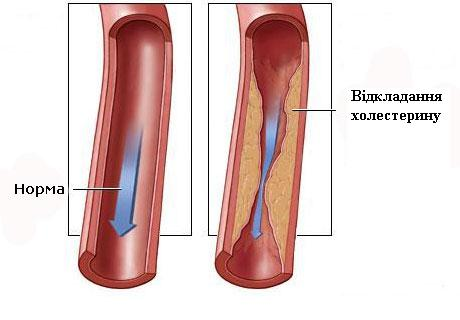 Відкладання
холестерину
Норма